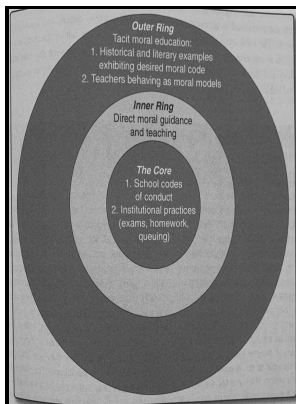 Outer Ring
Tacit moral education:
1. Historical and literary examples
exhibiting desired moral code
2. Teachers behaving as moral models
Inner Ring
Direct moral guidance
and teaching
The Core
1. School codes
of conduct
2. Institutional practices
(exams, homework,
queuing)